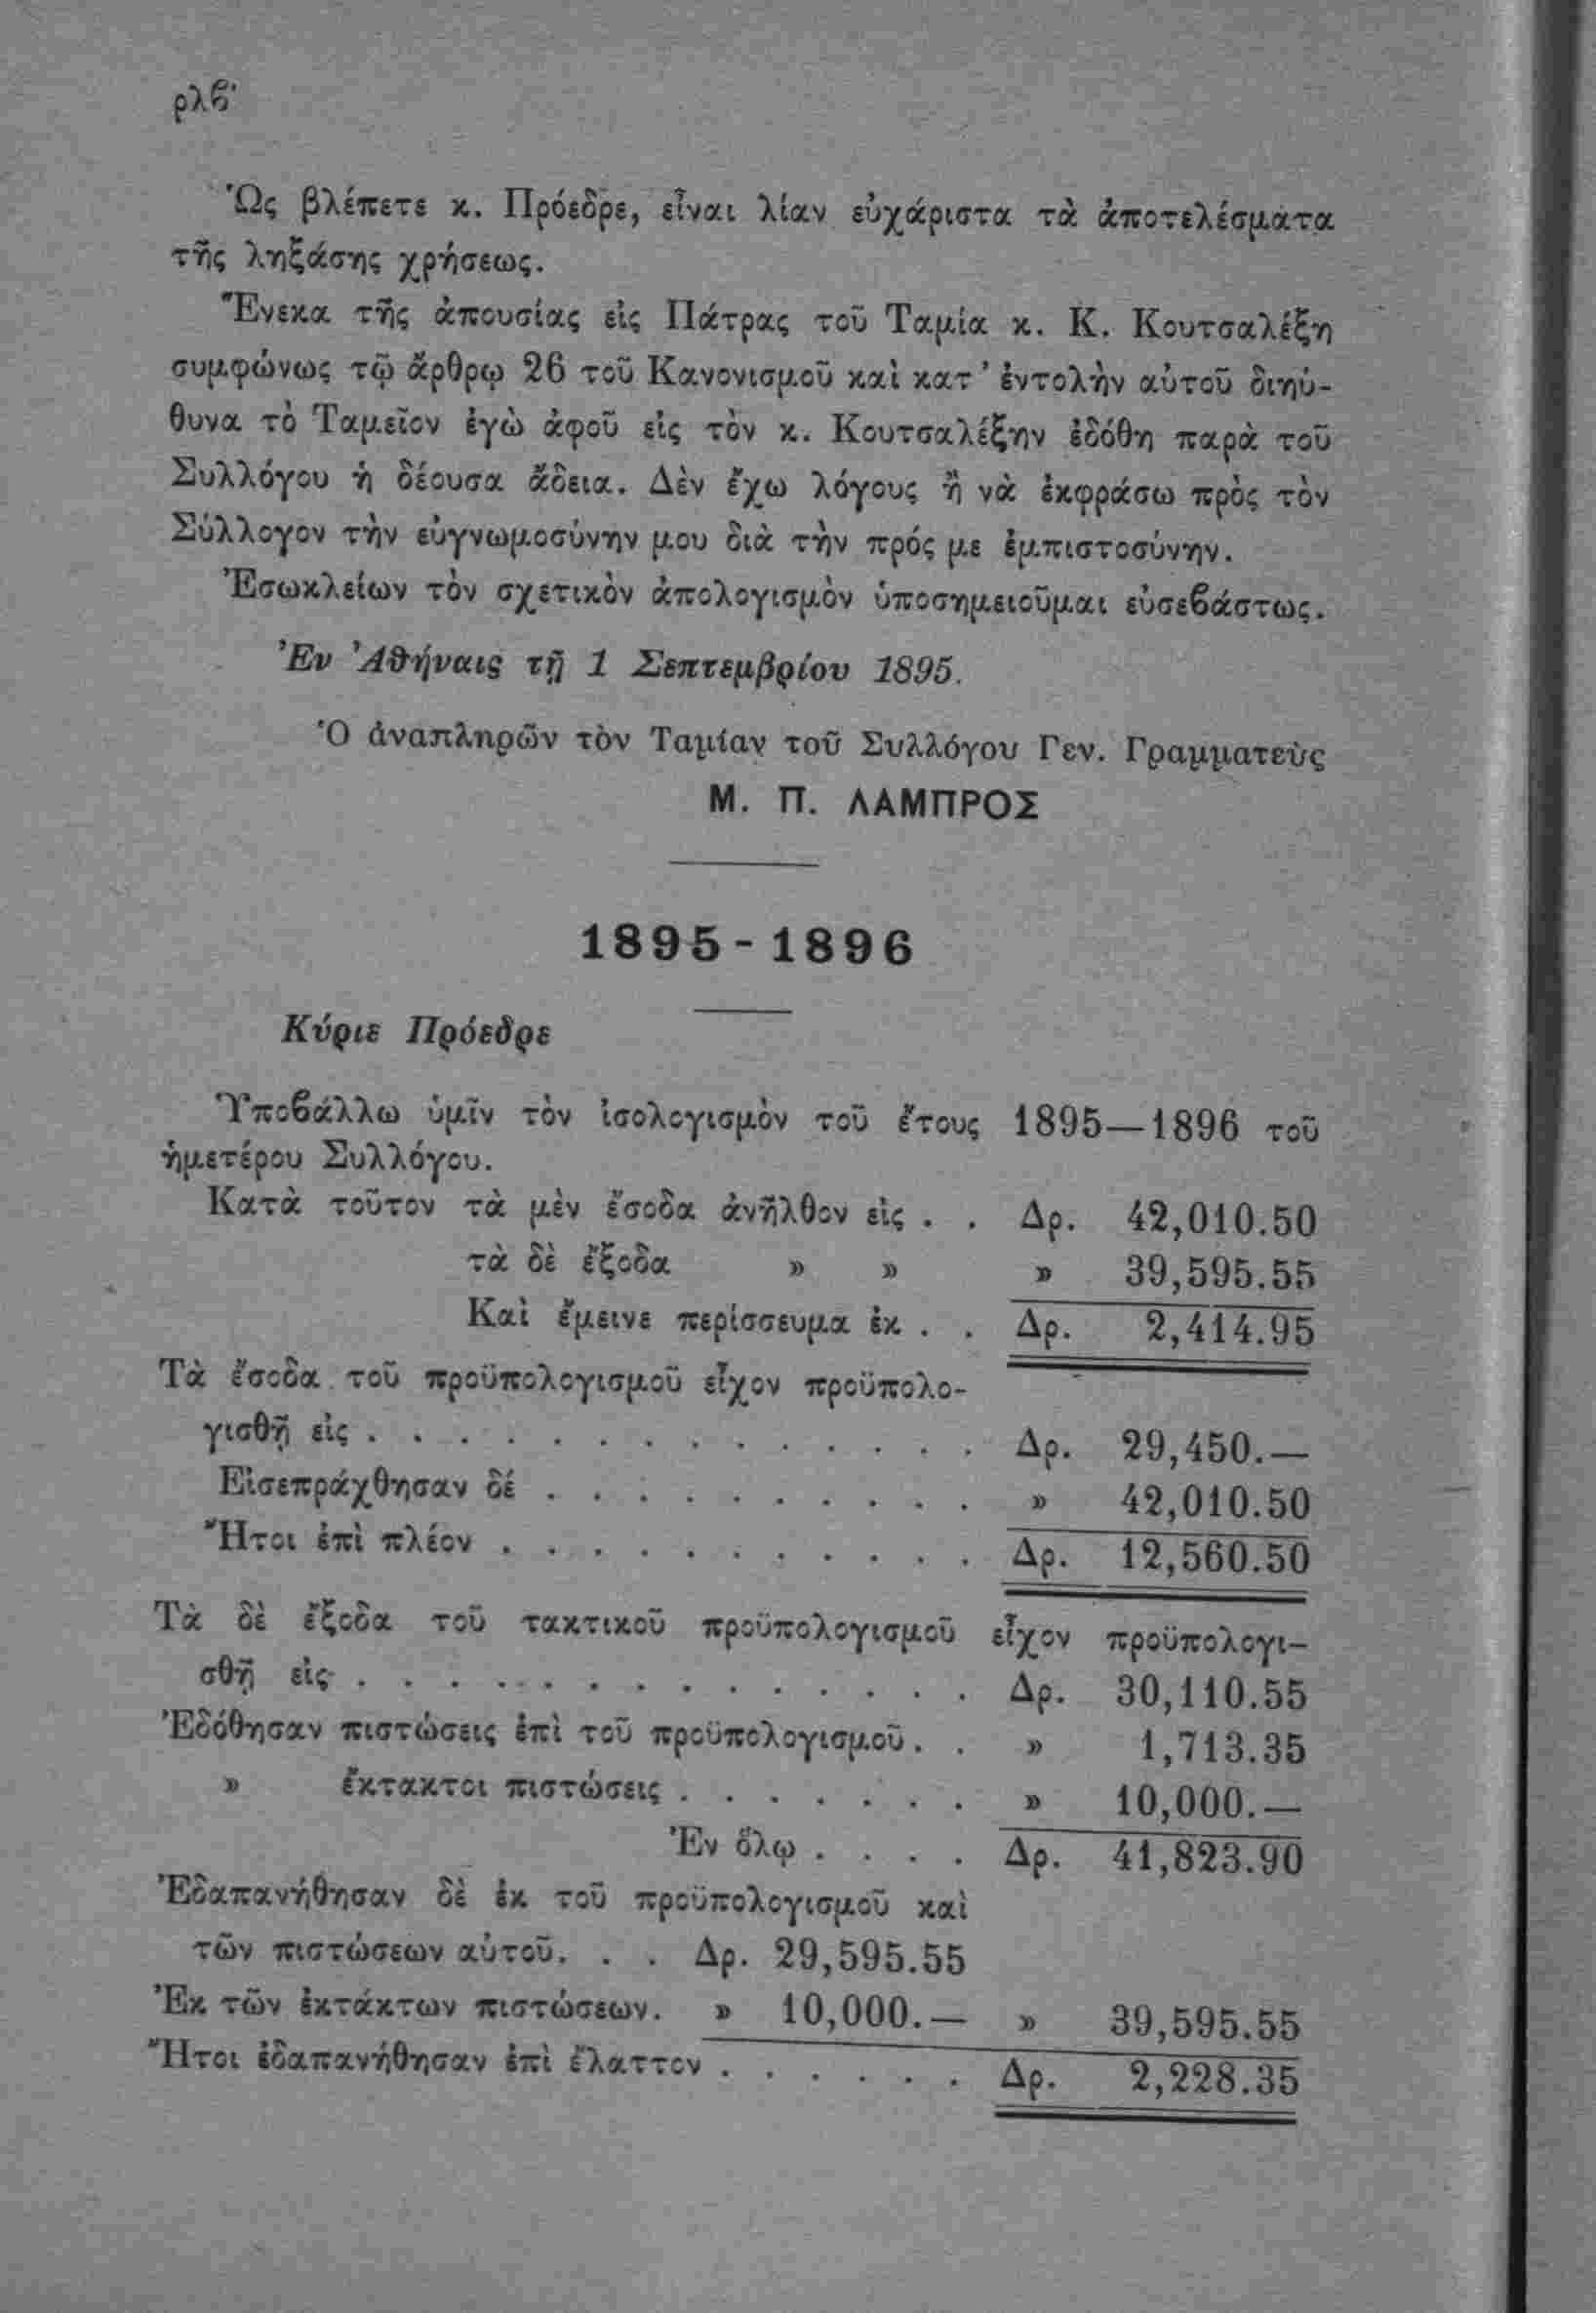 ρλϐ'
Ὡς βλέπετε κ. Πρόεδρε, εἶναι λίαν εὐχάριστα τὰ ἀποτελέσματα
τῆς ληξάσης χρήσεως.
Ἕνεκα τῆς ἀπουσίας εἰς Πάτρας τοῦ Ταμία κ. Κ. Κουτσαλέξη
συμφώνως τῷ ἄρθρῳ 26 τοῦ Κανονισμοῦ καὶ κατ' ἐντολὴν αὐτοῦ διηύ-
θυνα τὸ Ταμεῖον ἐγὼ ἀφοῦ εἰς τὸν κ. Κουτσαλέξην ἐδόθη παρὰ τοῦ
Συλλόγου ἡ δέουσα ἄδεια. Δὲν ἔχω λόγους ἢ νὰ ἐκφράσω πρὸς τὸν
Σύλλογον τὴν εὐγνωμοσύνην μου διὰ τὴν πρός με ἐμπιστοσύνην.
Ἐσωκλείων τὸν σχετικὸν ἀπολογισμὸν ὑποσημειοῦμαι εὐσεϐάστως.
Ἐν Ἀθήναις τῇ 1 Σεπτεμβρίου 1895.
Ὁ ἀναπληρῶν τὸν Ταμίαν τοῦ Συλλόγου Γεν. Γραμματεὺς
Μ. Π. ΛΑΜΠΡΟΣ
1895-1896
Κύριε Πρόεδρε
Ὑποϐάλλω ὑμῖν τὸν ἰσολογισμὸν τοῦ ἔτους 1895—1896 τοῦ
ἡμετέρου Συλλόγου.
Κατὰ τοῦτον τὰ μὲν ἔσοδα ἀνῆλθον εἰς . . Δρ. 42,010.50
τὰ δὲ ἔξοδα » » » 39,595.55
Καὶ ἔμεινε περίσσευμα ἐκ . . Δρ. 2,414.95
Τὰ ἔσοδα τοῦ προϋπολογισμοῦ εἶχον προϋπολο-
γισθῇ εἰς . . . . . . . . . . . . . . Δρ. 29,450.—
Εἰσεπράχθησαν δέ . . . . . . . . . . » 42,010.50
Ἤτοι ἐπὶ πλέον . . . . . . . . . . . Δρ. 12,560.50
Τὰ δὲ ἔξοδα τοῦ τακτικοῦ προϋπολογισμοῦ εἶχον προϋπολογι-
σθῇ εἰς . . . . . . . . . . . . . . Δρ. 30,110.55
Ἐδόθησαν πιστώσεις ἐπὶ τοῦ προϋπολογισμοῦ. . » 1,713.35
» ἔκτακτοι πιστώσεις . . . . . . . » 10,000.—
Ἐν ὅλῳ . . . . Δρ. 41,823.90
Ἐδαπανήθησαν δὲ ἐκ τοῦ προϋπολογισμοῦ καὶ
τῶν πιστώσεων αὐτοῦ. . . Δρ. 29,595.55
Ἐκ τῶν ἐκτάκτων πιστώσεων. » 10,000.— » 39,595.55
Ἤτοι ἐδαπανήθησαν ἐπὶ ἔλαττον . . . . . . Δρ. 2,228.35